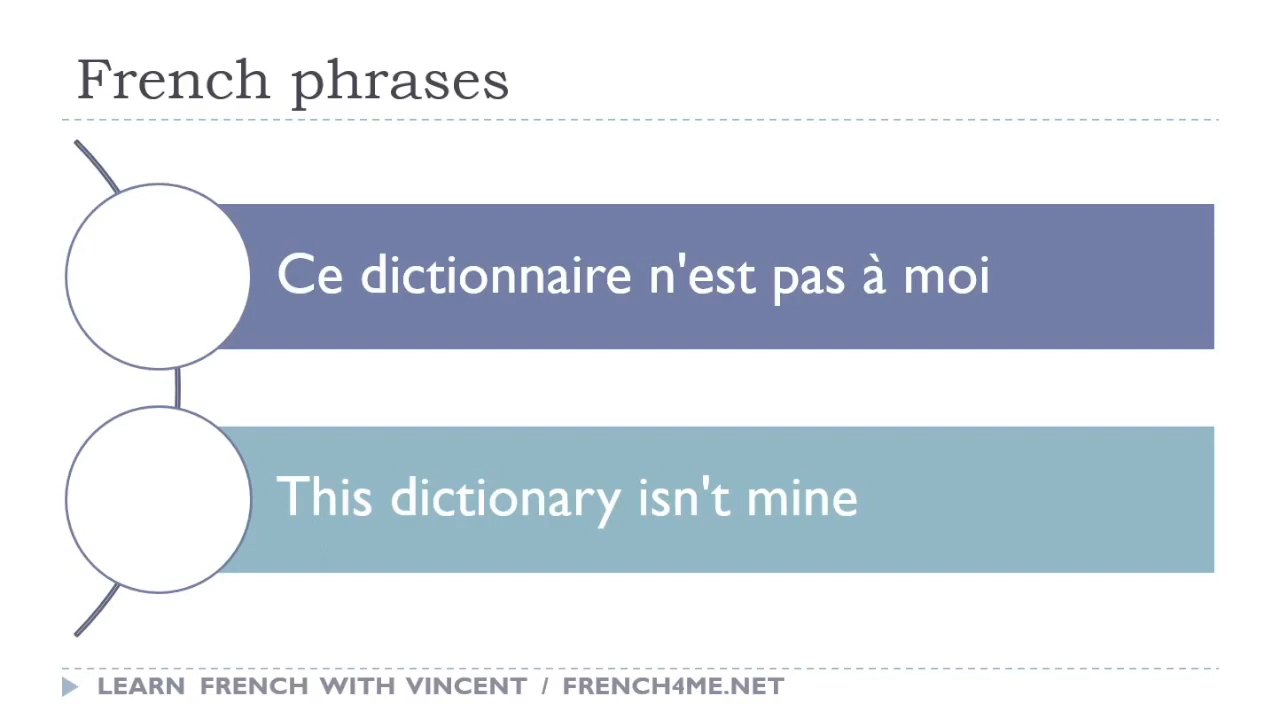 French phrases
Ce dictionnaire n'est pas à moi
This dictionary isn't mine
LEARN FRENCH WITH VINCENT / FRENCH4ME.NET